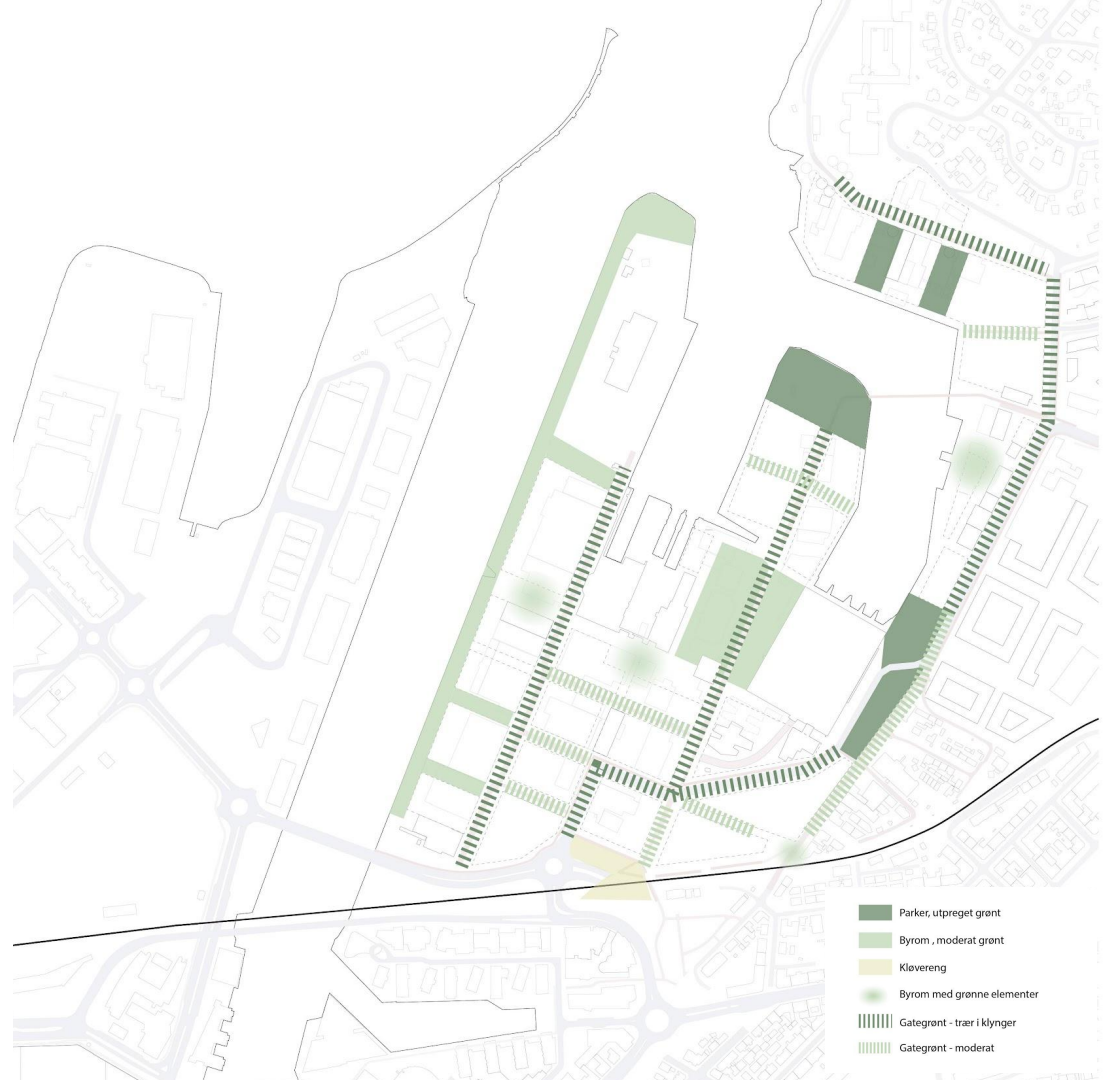 Parker, utpreget grønt
Byrom , moderat grønt
Kløvereng
Byrom med grønne elementer
Gategrønt - trær i klynger
Gategrønt - moderat